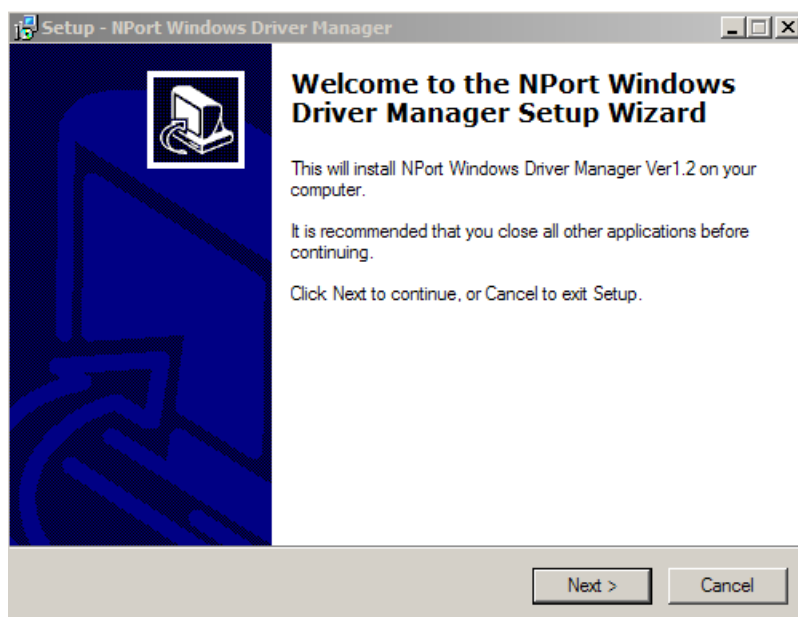 Setup - NPort Windows Driver Manager
Welcome to the NPort Windows
Driver Manager Setup Wizard
This will install NPort Windows Driver Manager Ver1.2 on your
computer.
It is recommended that you close all other applications before
continuing.
Click Next to continue, or Cancel to exit Setup.
Next >
Cancel